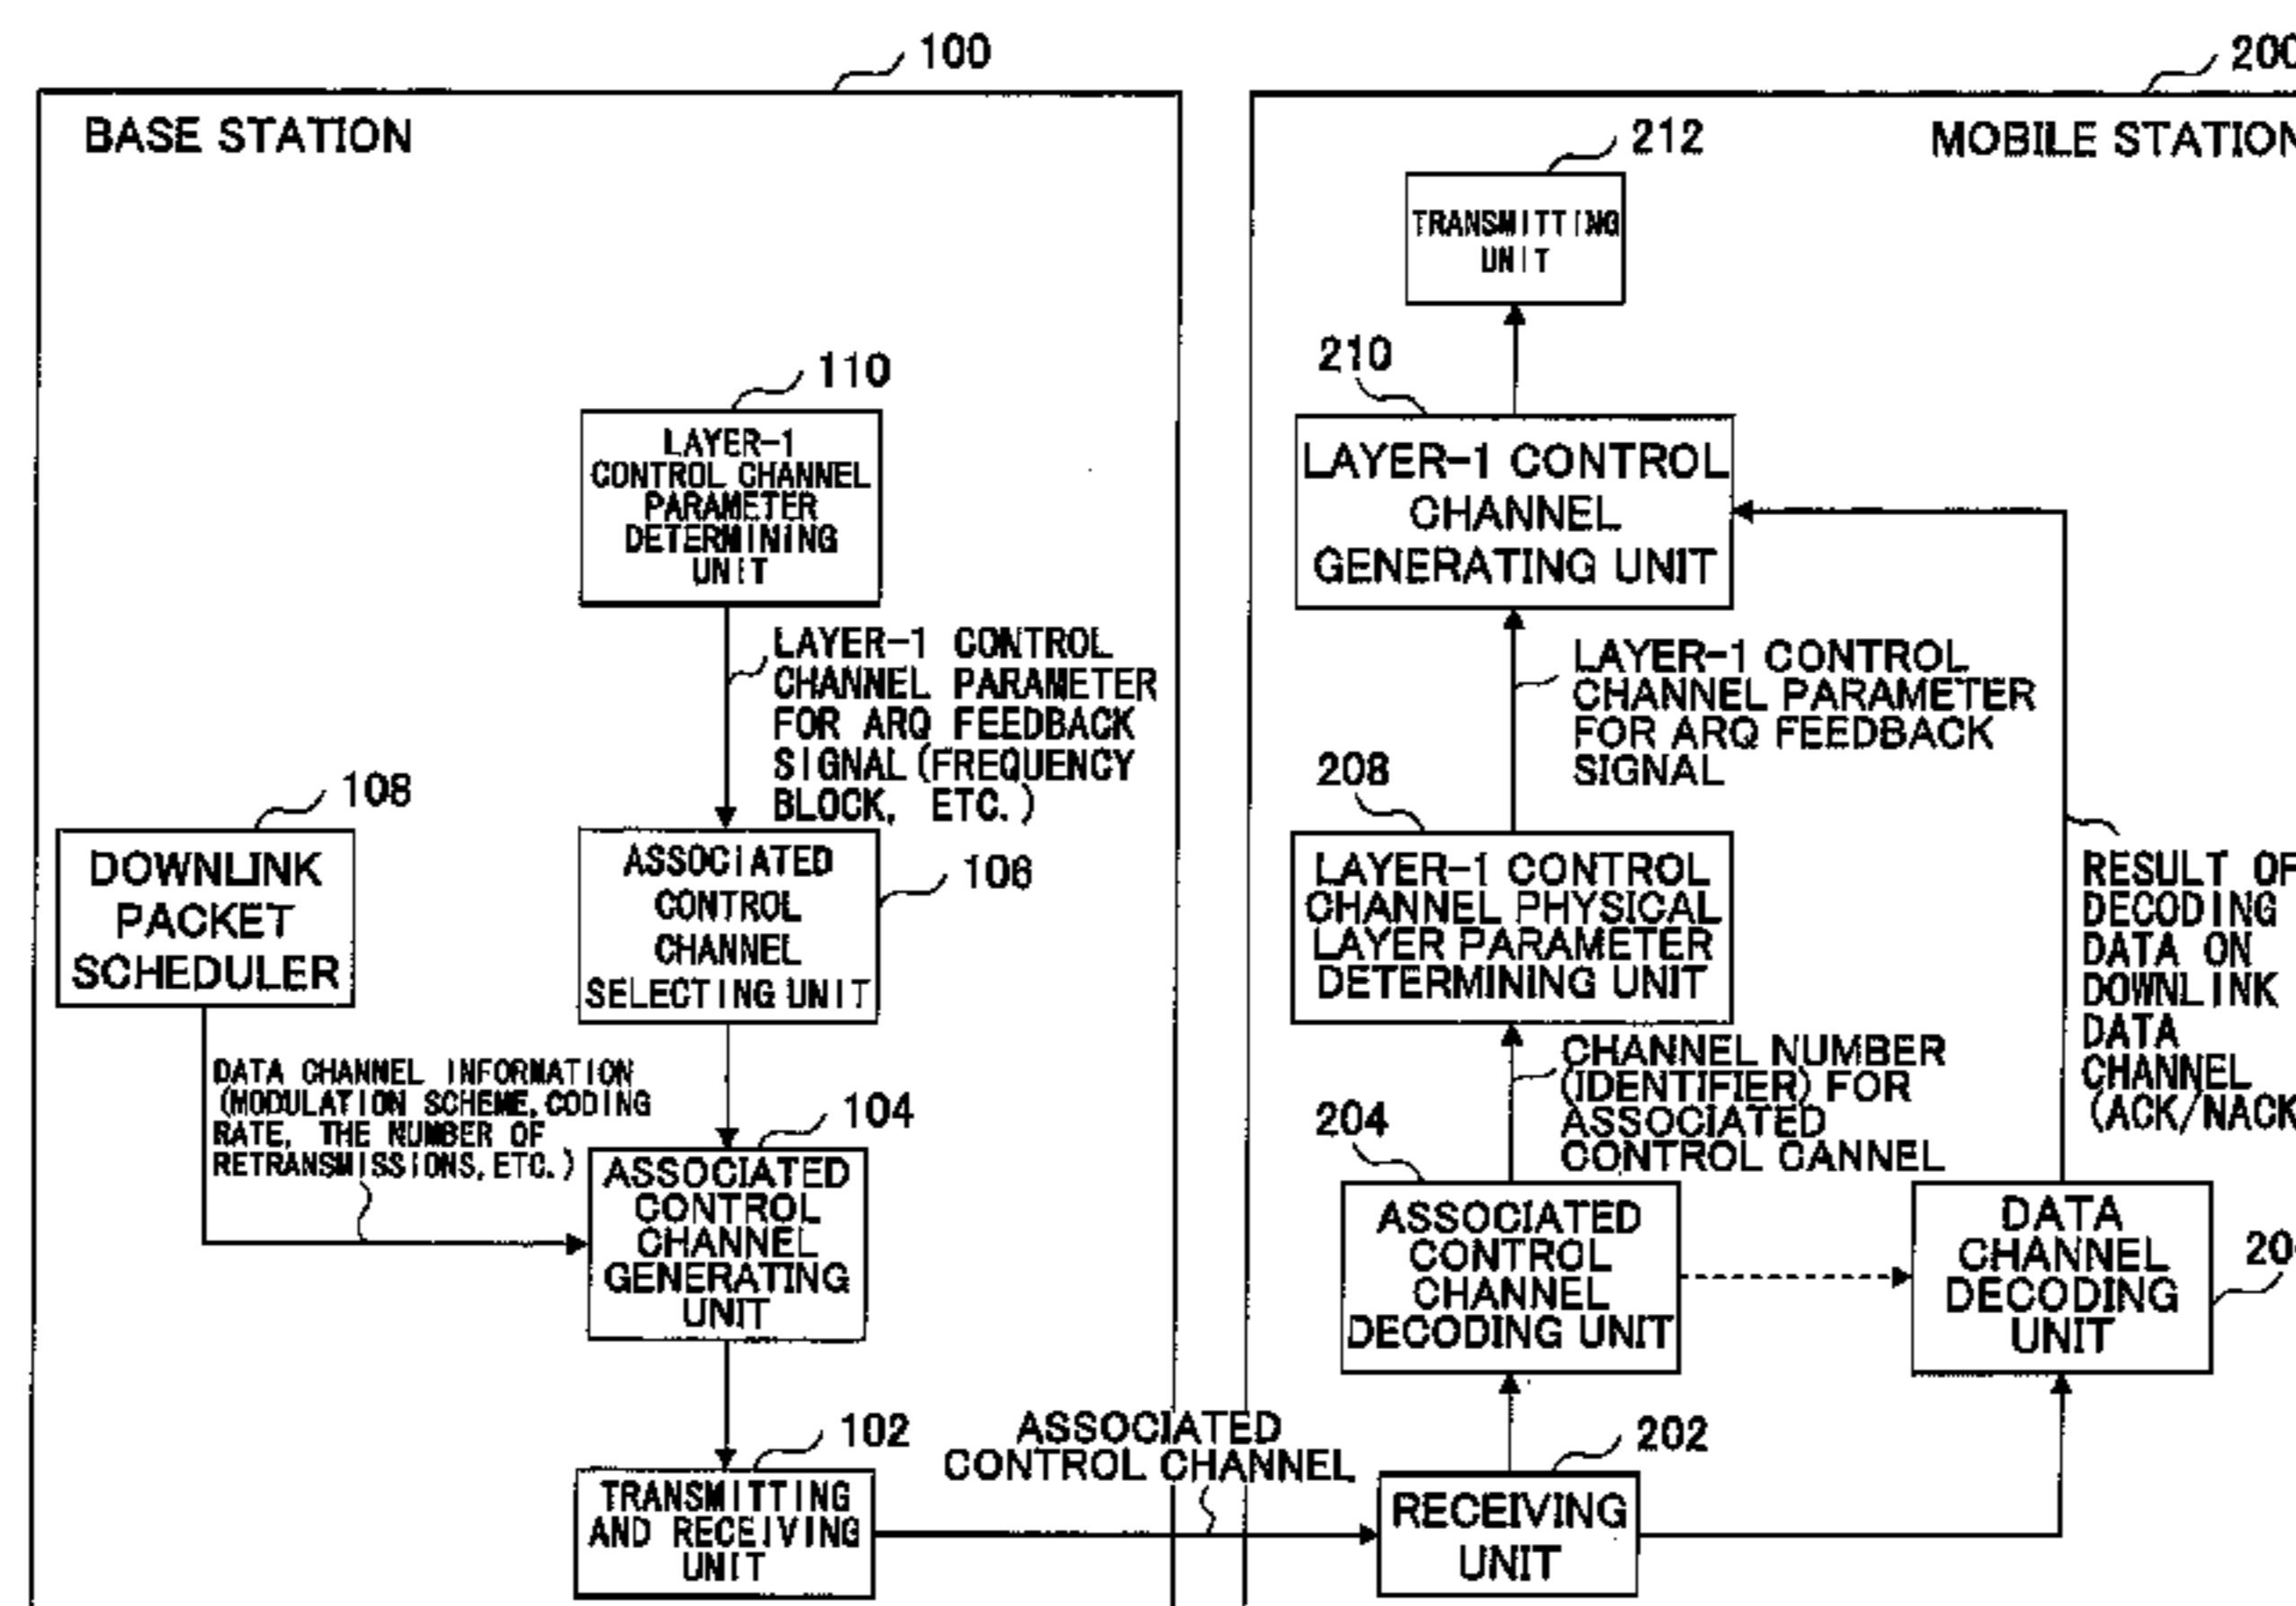 100
BASE STATION
110
LAYER-1
CONTROL CHANNEL
PARAMETER
DETERMINING
UNIT
LAYER-1 CONTROL
CHANNEL PARAMETER
FOR ARQ FEEDBACK
SIGNAL (FREQUENCY
BLOCK, ETC.)
108
DOWNLINK
PACKET
SCHEDULER
106
ASSOCIATED
CONTROL
CHANNEL
SELECTING UNIT
DATA CHANNEL INFORMATION
(MODULATION SCHEME, CODING
RATE, THE NUMBER OF
RETRANSMISSIONS, ETC.)
104
ASSOCIATED
CONTROL
CHANNEL
GENERATING
UNIT
102
TRANSMITTING
AND RECEIVING
UNIT
ASSOCIATED
CONTROL CHANNEL
200
MOBILE STATION
212
TRANSMITTING
UNIT
210
LAYER-1 CONTROL
CHANNEL
GENERATING UNIT
LAYER-1 CONTROL
CHANNEL PARAMETER
FOR ARQ FEEDBACK
SIGNAL
208
LAYER-1 CONTROL
CHANNEL PHYSICAL
LAYER PARAMETER
DETERMINING UNIT
RESULT OF
DECODING
DATA ON
DOWNLINK
DATA
CHANNEL
(ACK/NACK
CHANNEL NUMBER
(IDENTIFIER) FOR
ASSOCIATED
CONTROL CANNEL
204
ASSOCIATED
CONTROL
CHANNEL
DECODING UNIT
DATA
CHANNEL
DECODING
UNIT
202
RECEIVING
UNIT